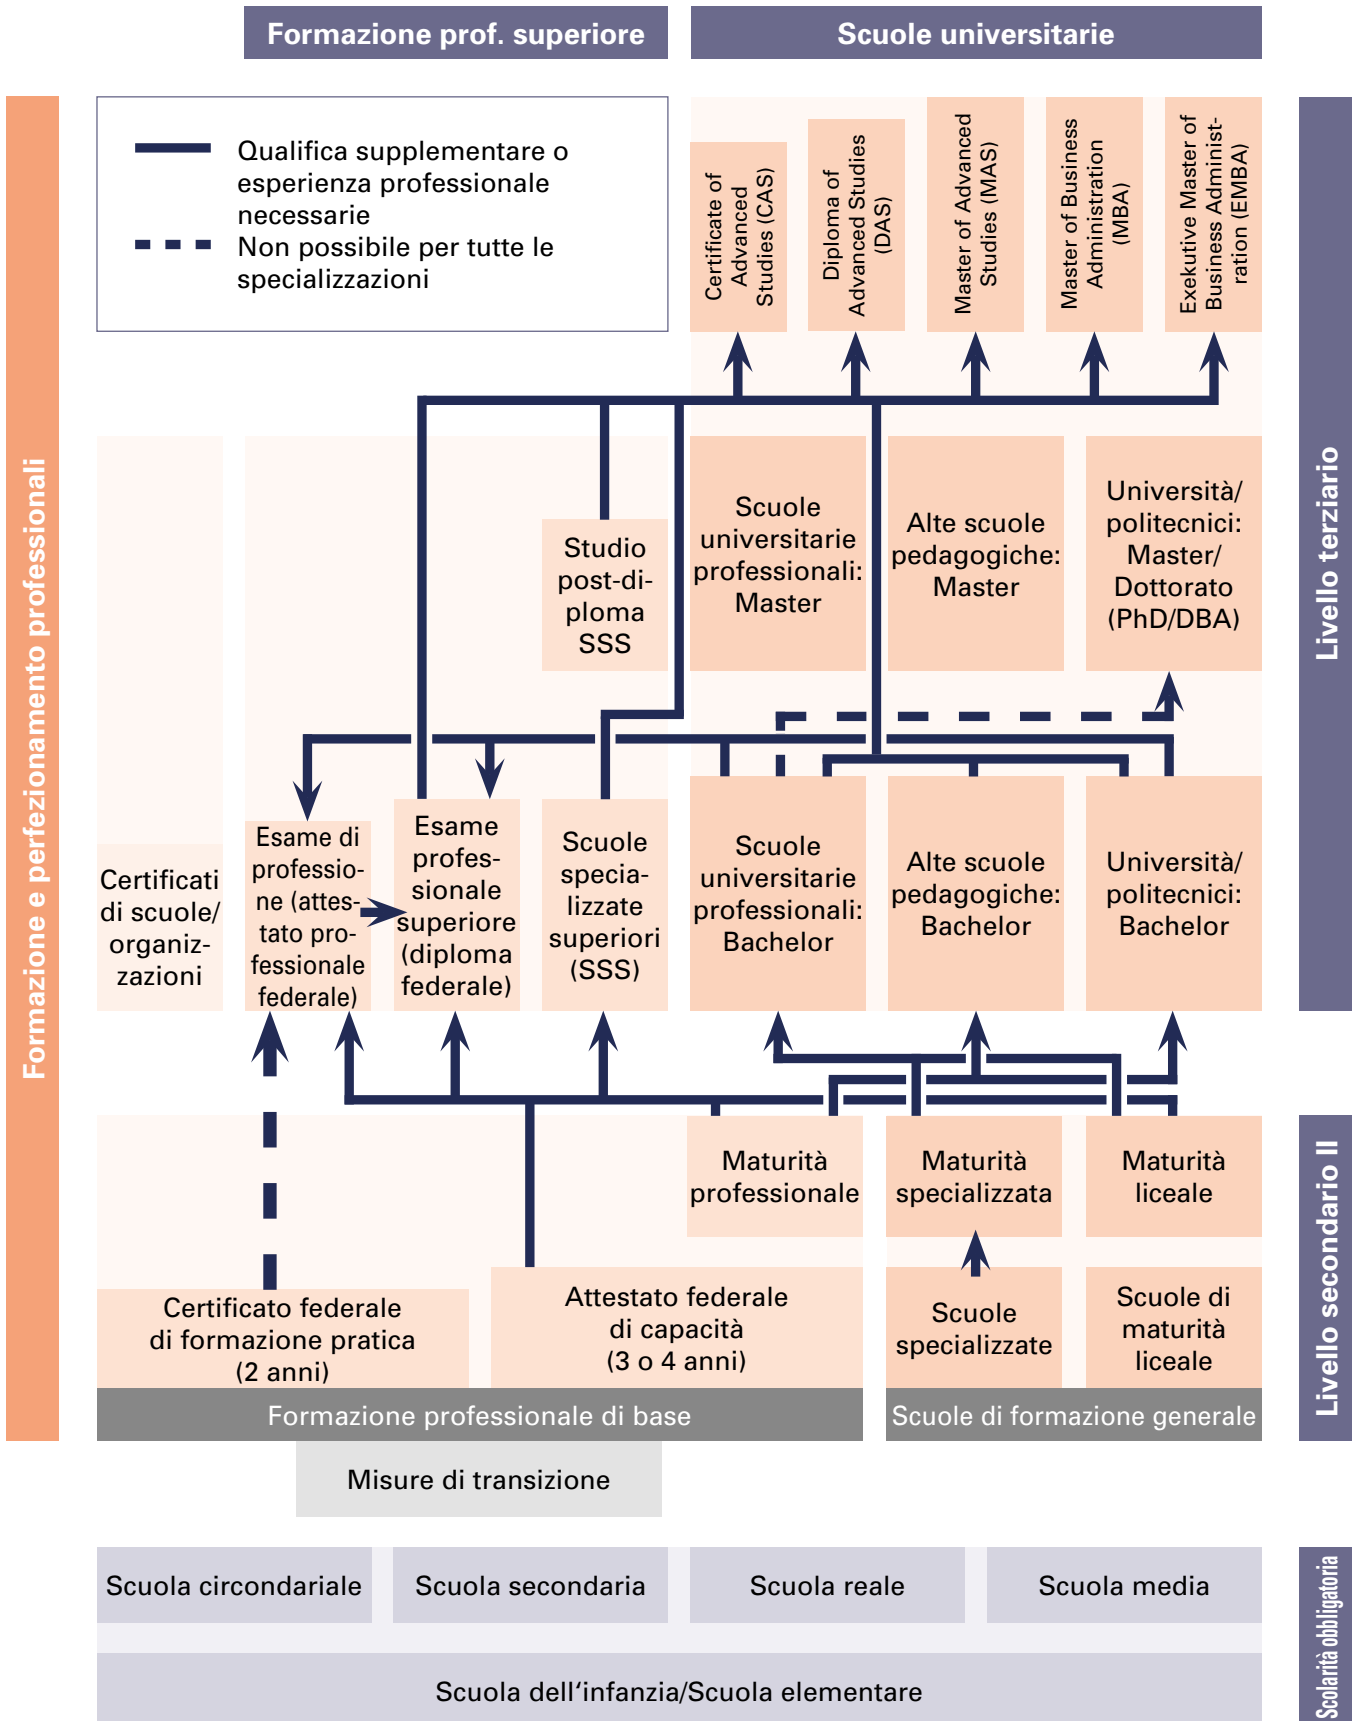 Formazione prof. superiore
Scuole universitarie
Qualifica supplementare o
esperienza professionale
necessarie
Non possibile per tutte le
specializzazioni
Certificate of
Advanced
Studies (CAS)
Diploma of
Advanced Studies
(DAS)
Master of Advanced
Studies (MAS)
Master of Business
Administration
(MBA)
Exekutive Master of
Business Administ-
ration (EMBA)
Formazione e perfezionamento professionali
Livello terziario
Studio
post-di-
ploma
SSS
Scuole
universitarie
professionali:
Master
Alte scuole
pedagogiche:
Master
Università/
politecnici:
Master/
Dottorato
(PhD/DBA)
Certificati
di scuole/
organiz-
zazioni
Esame di
professio-
ne (attes-
tato pro-
fessionale
federale)
Esame
profes-
sionale
superiore
(diploma
federale)
Scuole
specia-
lizzate
superiori
(SSS)
Scuole
universitarie
professionali:
Bachelor
Alte scuole
pedagogiche:
Bachelor
Università/
politecnici:
Bachelor
Livello secondario II
Maturità
professionale
Maturità
specializzata
Maturità
liceale
Certificato federale
di formazione pratica
(2 anni)
Attestato federale
di capacità
(3 o 4 anni)
Scuole
specializzate
Scuole di
maturità
liceale
Formazione professionale di base
Scuole di formazione generale
Misure di transizione
Scolarità obbligatoria
Scuola circondariale
Scuola secondaria
Scuola reale
Scuola media
Scuola dell‘infanzia/Scuola elementare